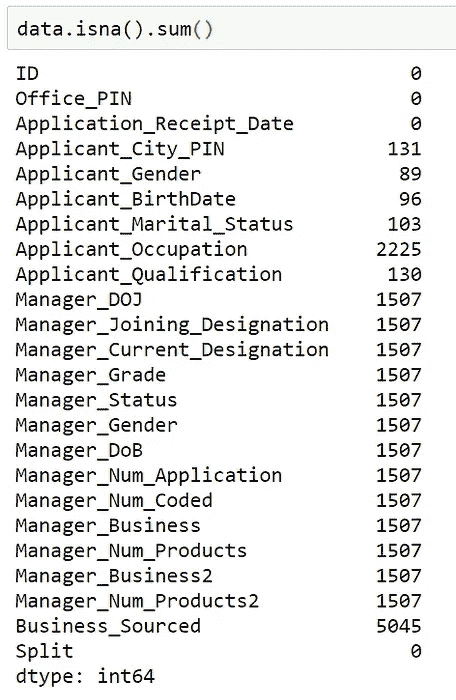 data.isna().sum()
ID 0
Office_PIN 0
Application_Receipt_Date 0
Applicant_City_PIN 131
Applicant_Gender 89
Applicant_BirthDate 96
Applicant_Marital_Status 103
Applicant_Occupation 2225
Applicant_Qualification 130
Manager_DOJ 1507
Manager_Joining_Designation 1507
Manager_Current_Designation 1507
Manager_Grade 1507
Manager_Status 1507
Manager_Gender 1507
Manager_DoB 1507
Manager_Num_Application 1507
Manager_Num_Coded 1507
Manager_Business 1507
Manager_Num_Products 1507
Manager_Business2 1507
Manager_Num_Products2 1507
Business_Sourced 5045
Split 0
dtype: int64